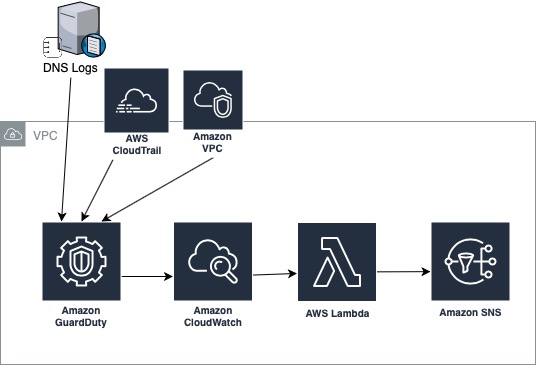 DNS Logs
VPC
AWS
CloudTrail
Amazon
VPC
Amazon
GuardDuty
Amazon
CloudWatch
AWS Lambda
Amazon SNS